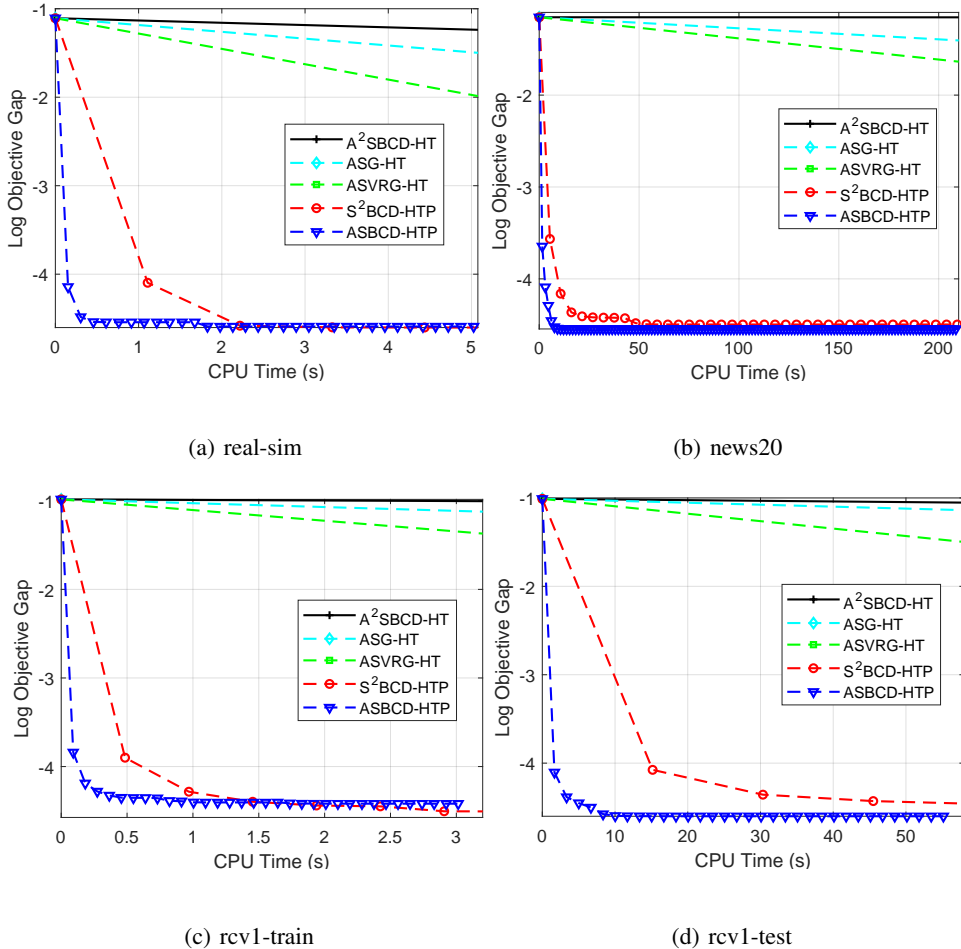 -1
-2
-3
-4
Log Objective Gap
0 1 2 3 4 5
CPU Time (s)
A²SBCD-HT
ASG-HT
ASVRG-HT
S²BCD-HTP
ASBCD-HTP
(a) real-sim
-2
-3
-4
Log Objective Gap
0 50 100 150 200
CPU Time (s)
A²SBCD-HT
ASG-HT
ASVRG-HT
S²BCD-HTP
ASBCD-HTP
(b) news20
-1
-2
-3
-4
Log Objective Gap
0 0.5 1 1.5 2 2.5 3
CPU Time (s)
A²SBCD-HT
ASG-HT
ASVRG-HT
S²BCD-HTP
ASBCD-HTP
(c) rcv1-train
-1
-2
-3
-4
Log Objective Gap
0 10 20 30 40 50
CPU Time (s)
A²SBCD-HT
ASG-HT
ASVRG-HT
S²BCD-HTP
ASBCD-HTP
(d) rcv1-test